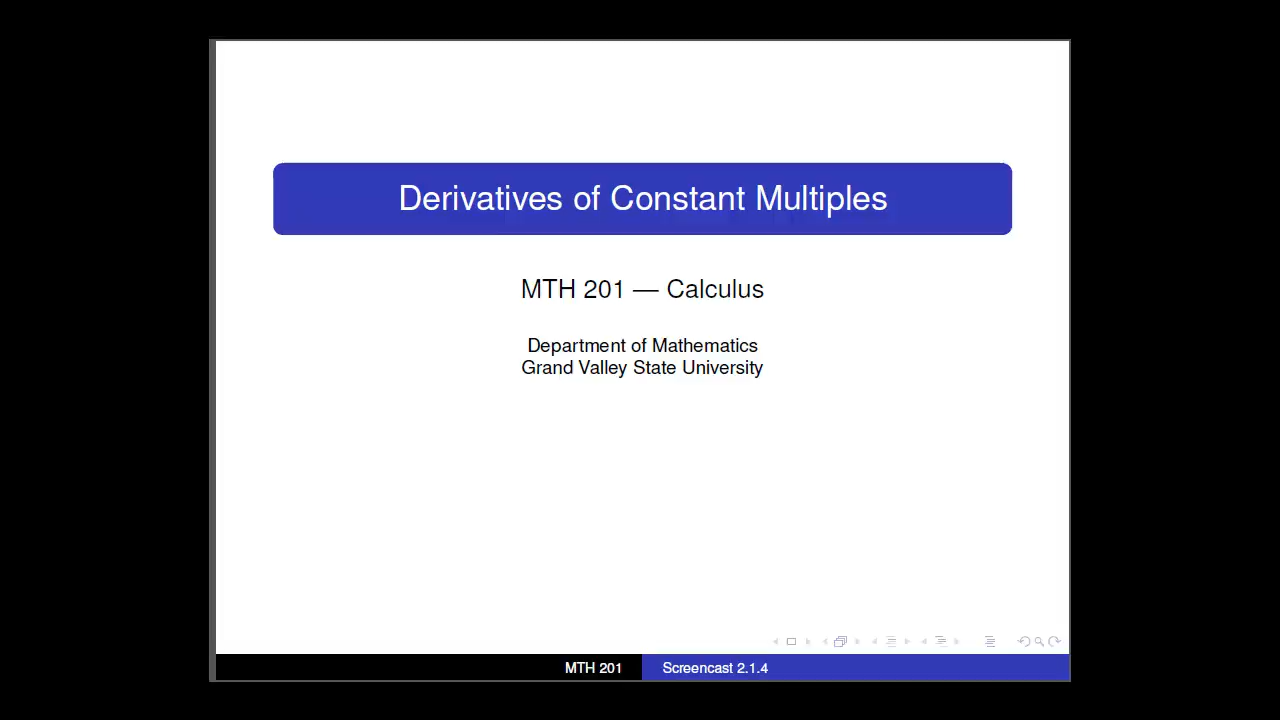 Derivatives of Constant Multiples
MTH 201 — Calculus
Department of Mathematics
Grand Valley State University
MTH 201
Screencast 2.1.4